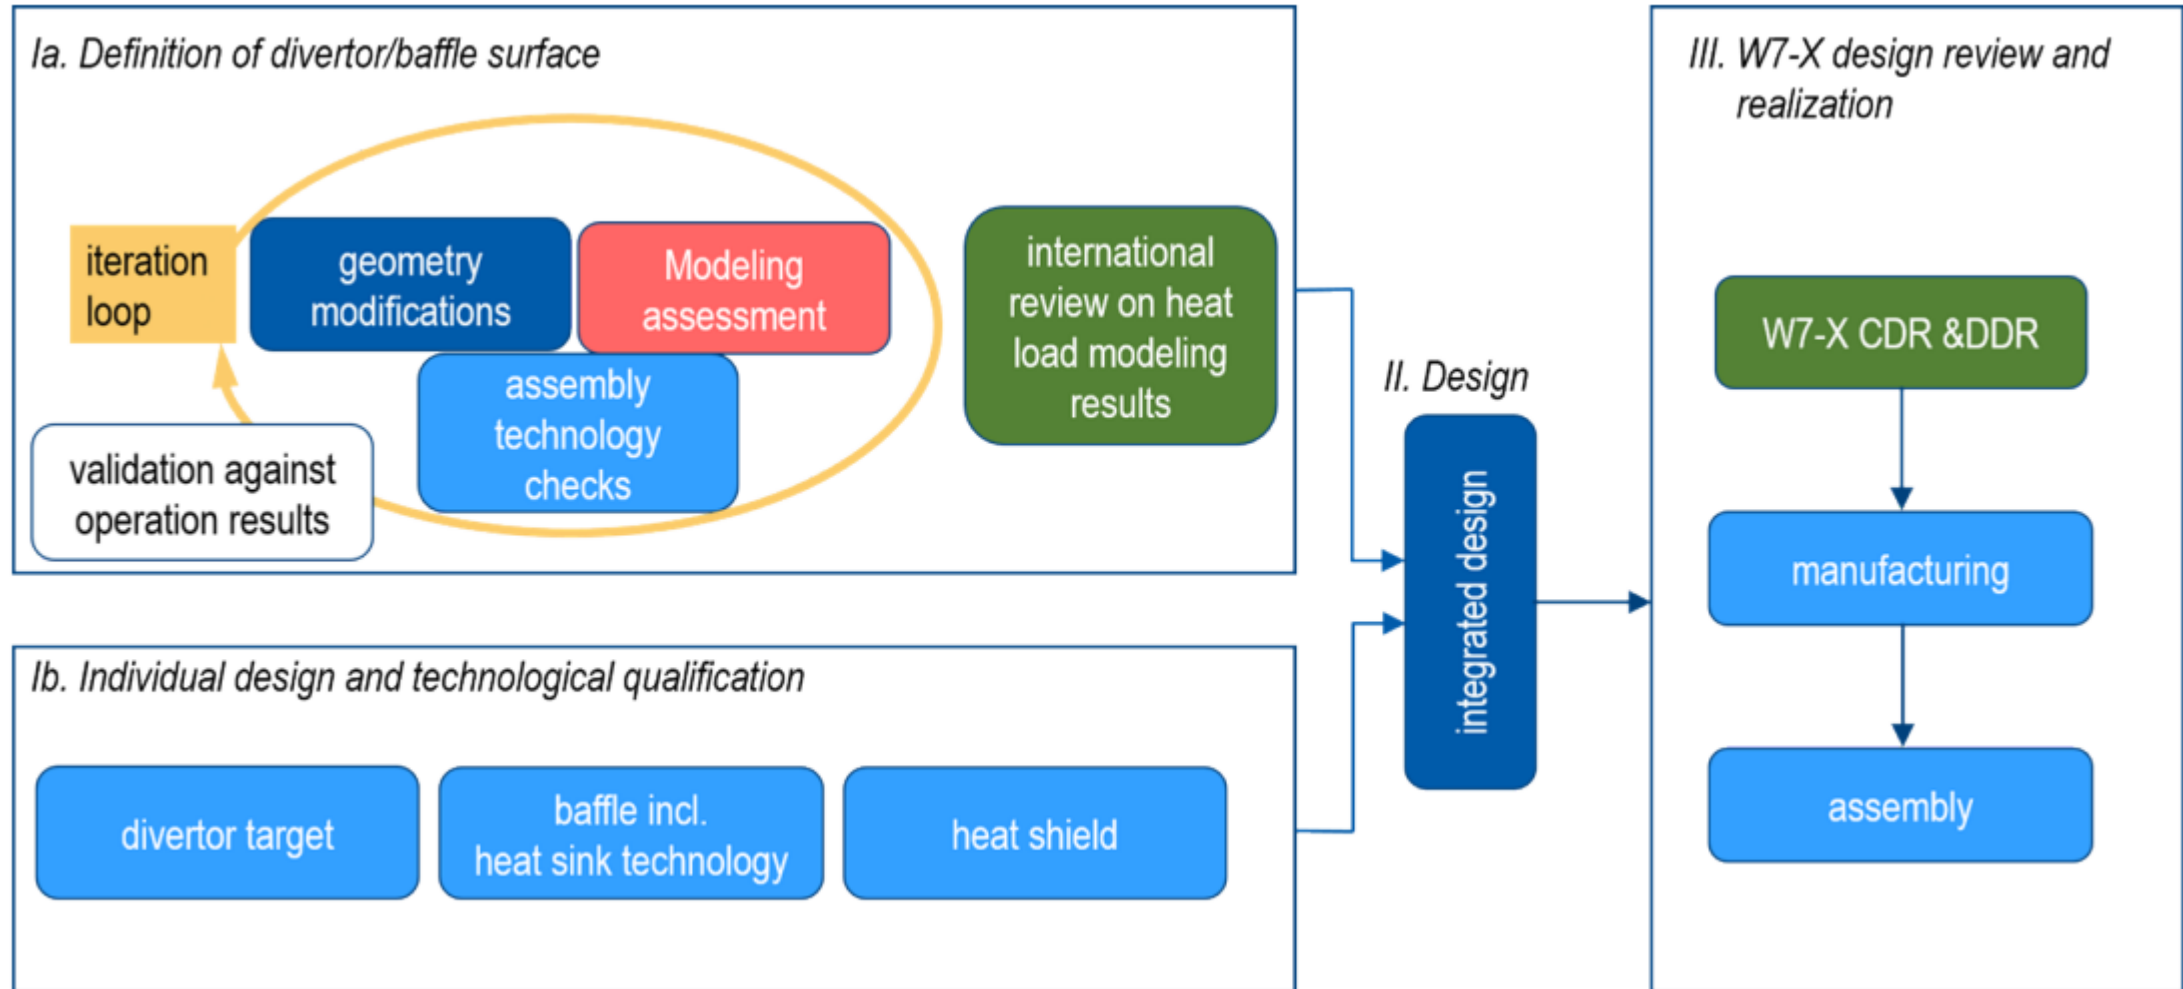 Ia. Definition of divertor/baffle surface
iteration
loop
geometry
modifications
Modeling
assessment
assembly
technology
checks
validation against
operation results
international
review on heat
load modeling
results
Ib. Individual design and technological qualification
divertor target
baffle incl.
heat sink technology
heat shield
II. Design
integrated design
III. W7-X design review and
realization
W7-X CDR &DDR
manufacturing
assembly